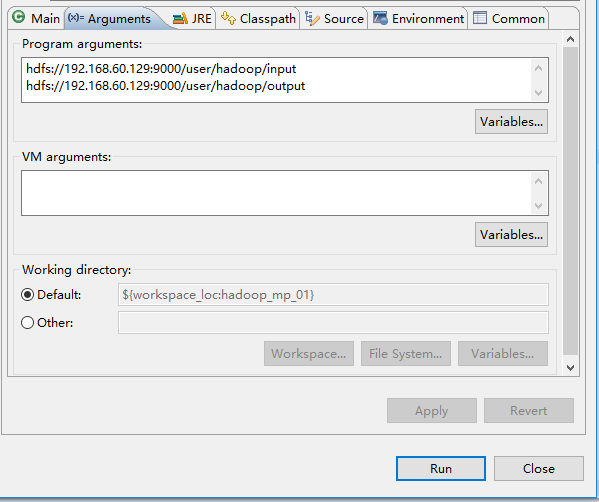 Main (x)= Arguments JRE Classpath Source Environment Common
Program arguments:
hdfs://192.168.60.129:9000/user/hadoop/input
hdfs://192.168.60.129:9000/user/hadoop/output
Variables...
VM arguments:
Variables...
Working directory:
Default: ${workspace_loc:hadoop_mp_01}
Other:
Workspace... File System... Variables...
Apply Revert
Run Close